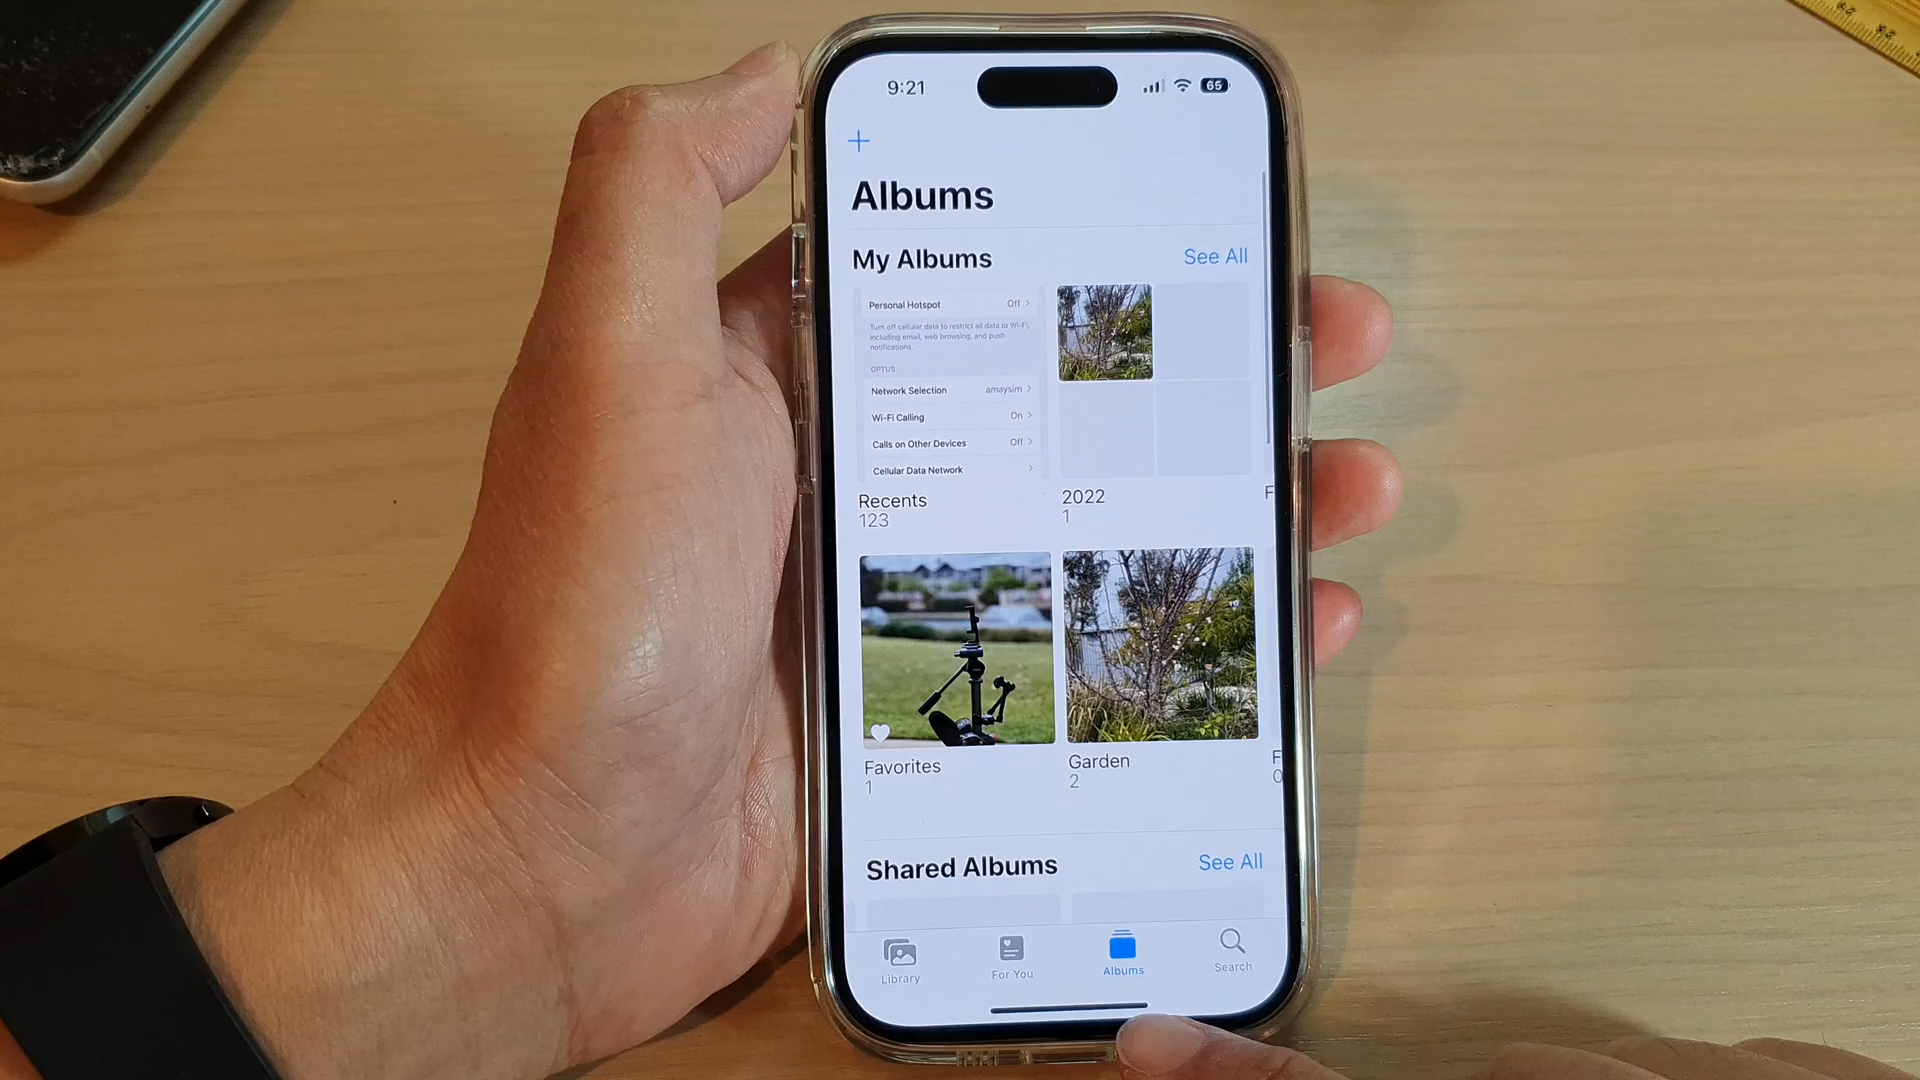 9:21
65
Albums
My Albums See All
Personal Hotspot Off
Turn off cellular data to restrict all data to Wi-Fi,
including email, web browsing, and push
notifications.
OPTUS
Network Selection amaysim
Wi-Fi Calling On
Calls on Other Devices Off
Cellular Data Network
Recents
123
2022
1
F
Favorites
1
Garden
2
F
0
Shared Albums See All
Library
For You
Albums
Search